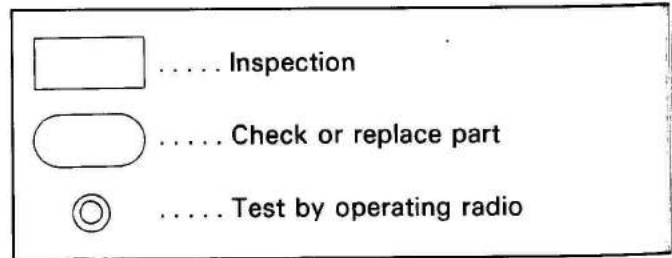 ..... Inspection
..... Check or replace part
..... Test by operating radio